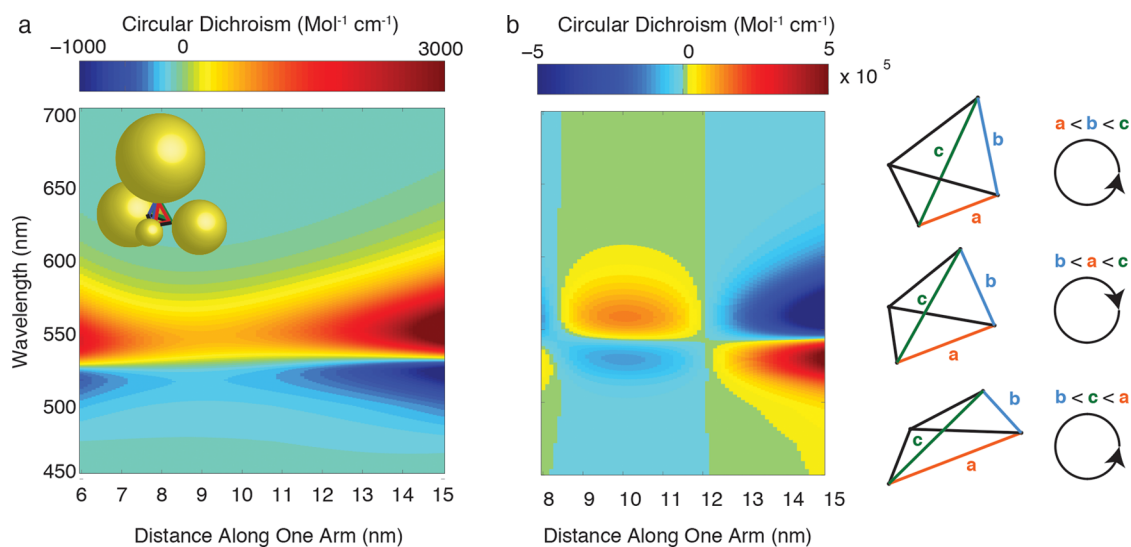 a
Circular Dichroism (Mol-1 cm-1)
−1000 0 3000
Wavelength (nm)
700
650
600
550
500
450
6 7 8 9 10 11 12 13 14 15
Distance Along One Arm (nm)
b
Circular Dichroism (Mol-1 cm-1)
−5 0 5
x 10 5
8 9 10 11 12 13 14 15
Distance Along One Arm (nm)
a < b < c
c b
a
b < a < c
c b
a
b < c < a
b
c
a